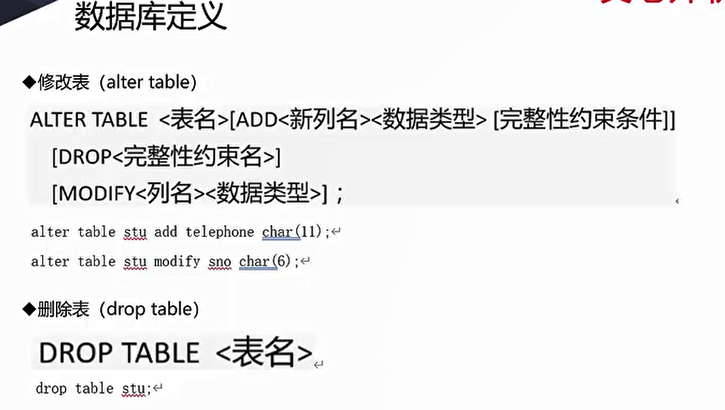 数据库定义
◆修改表（alter table）
ALTER TABLE <表名>[ADD<新列名><数据类型> [完整性约束条件]]
[DROP<完整性约束名>]
[MODIFY<列名><数据类型>]；
alter table stu add telephone char(11);↵
alter table stu modify sno char(6);↵
◆删除表（drop table）
DROP TABLE <表名>↵
drop table stu;↵